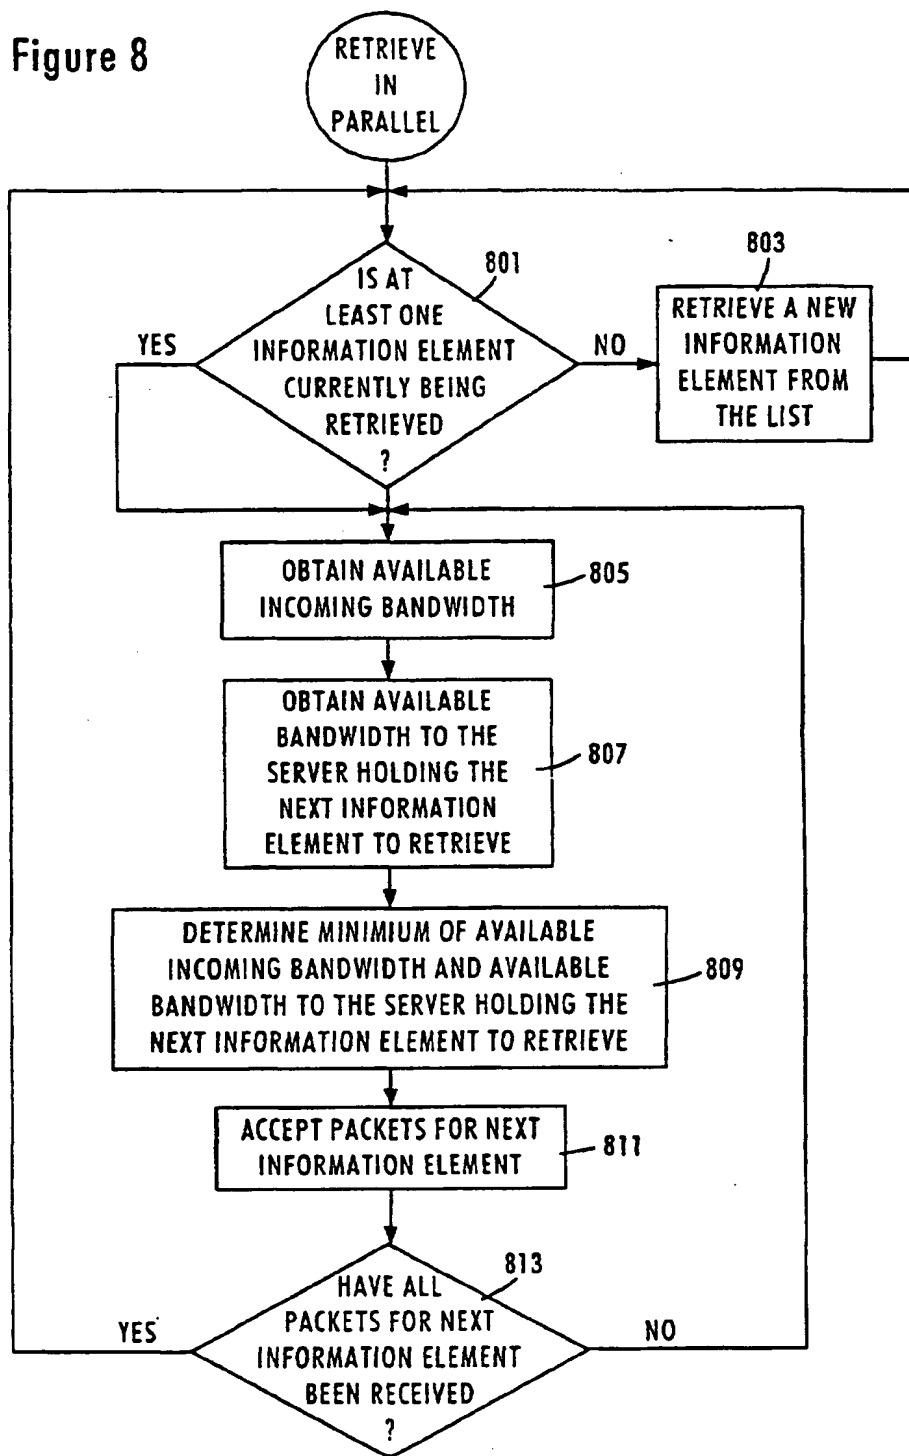 Figure 8
RETRIEVE
IN
PARALLEL
801
IS AT
LEAST ONE
INFORMATION ELEMENT
CURRENTLY BEING
RETRIEVED
?
YES
NO
803
RETRIEVE A NEW
INFORMATION
ELEMENT FROM
THE LIST
OBTAIN AVAILABLE
INCOMING BANDWIDTH
805
OBTAIN AVAILABLE
BANDWIDTH TO THE
SERVER HOLDING THE
NEXT INFORMATION
ELEMENT TO RETRIEVE
807
DETERMINE MINIMIUM OF AVAILABLE
INCOMING BANDWIDTH AND AVAILABLE
BANDWIDTH TO THE SERVER HOLDING THE
NEXT INFORMATION ELEMENT TO RETRIEVE
809
ACCEPT PACKETS FOR NEXT
INFORMATION ELEMENT
811
813
HAVE ALL
PACKETS FOR NEXT
INFORMATION ELEMENT
BEEN RECEIVED
?
YES
NO